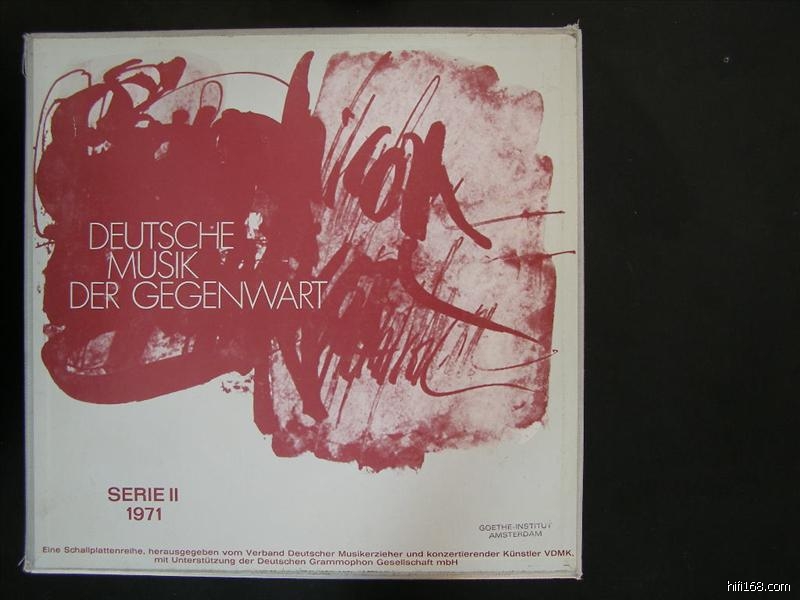 DEUTSCHE
MUSIK
DER GEGENWART
SERIE II
1971
GOETHE-INSTITUT
AMSTERDAM
Eine Schallplattenreihe, herausgegeben vom Verband Deutscher Musikerzieher und konzertierender Künstler VDMK,
mit Unterstützung der Deutschen Grammophon Gesellschaft mbH
hifi168.com